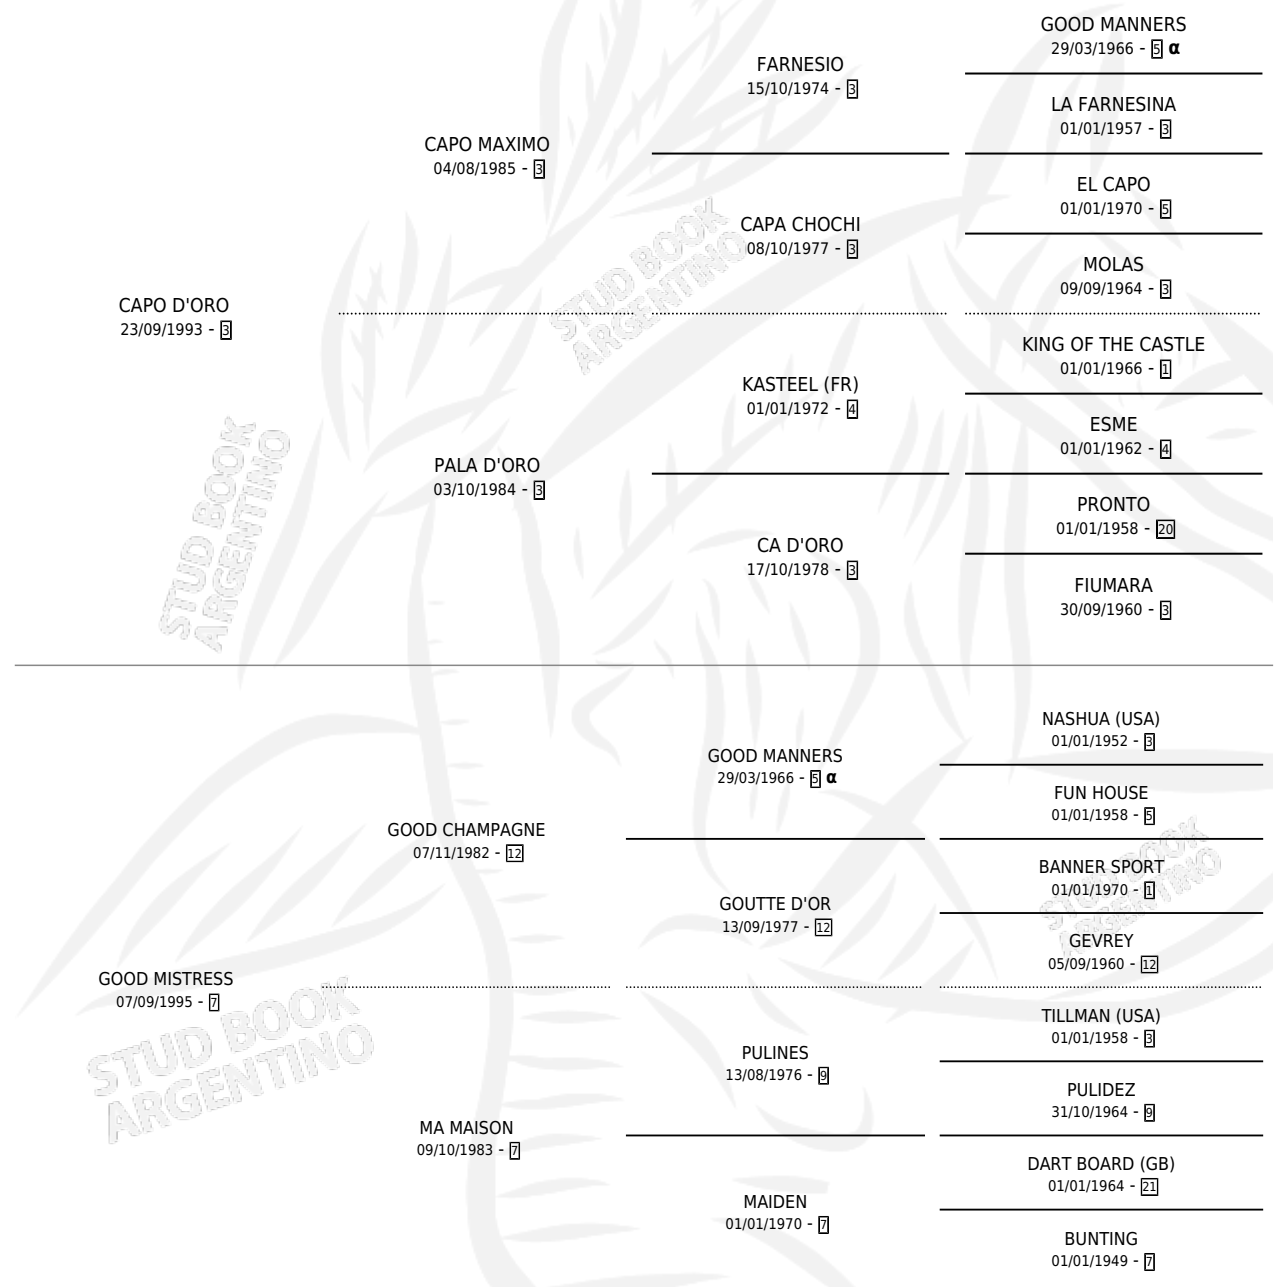 GOOD MANNERS
29/03/1966 - 5 α
FARNESIO
15/10/1974 - 3
LA FARNESINA
01/01/1957 - 3
CAPO MAXIMO
04/08/1985 - 3
EL CAPO
01/01/1970 - 5
CAPA CHOCHI
08/10/1977 - 3
MOLAS
09/09/1964 - 3
CAPO D'ORO
23/09/1993 - 3
KING OF THE CASTLE
01/01/1966 - 1
KASTEEL (FR)
01/01/1972 - 4
ESME
01/01/1962 - 4
PALA D'ORO
03/10/1984 - 3
PRONTO
01/01/1958 - 20
CA D'ORO
17/10/1978 - 3
FIUMARA
30/09/1960 - 3
NASHUA (USA)
01/01/1952 - 3
GOOD MANNERS
29/03/1966 - 5 α
FUN HOUSE
01/01/1958 - 5
GOOD CHAMPAGNE
07/11/1982 - 12
BANNER SPORT
01/01/1970 - 1
GOUTTE D'OR
13/09/1977 - 12
GEVREY
05/09/1960 - 12
GOOD MISTRESS
07/09/1995 - 7
TILLMAN (USA)
01/01/1958 - 3
PULINES
13/08/1976 - 9
PULIDEZ
31/10/1964 - 9
MA MAISON
09/10/1983 - 7
DART BOARD (GB)
01/01/1964 - 21
MAIDEN
01/01/1970 - 7
BUNTING
01/01/1949 - 7
STUD BOOK
ARGENTINO
STUD BOOK
ARGENTINO
STUD BOOK
ARGENTINO
STUD BOOK
ARGENTINO